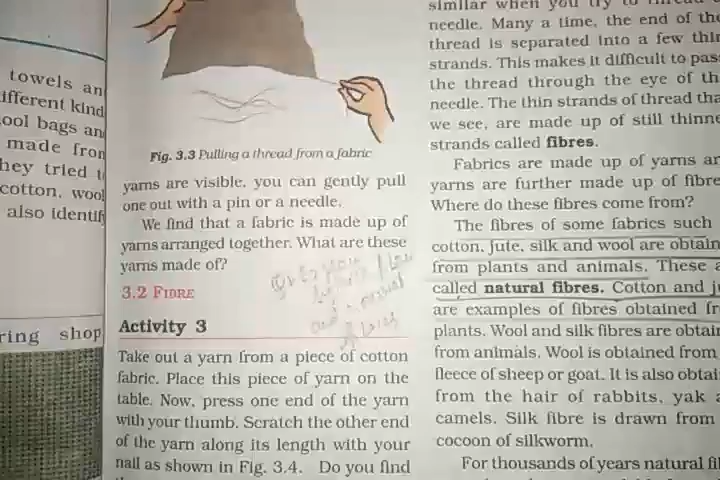 towels an
ifferent kind
ool bags an
made fron
hey tried t
cotton, wool
also identif
ring shop
Fig. 3.3 Pulling a thread from a fabric
yarns are visible, you can gently pull
one out with a pin or a needle.
We find that a fabric is made up of
yarns arranged together. What are these
yarns made of?
3.2 FIBRE
Activity 3
Take out a yarn from a piece of cotton
fabric. Place this piece of yarn on the
table. Now, press one end of the yarn
with your thumb. Scratch the other end
of the yarn along its length with your
nail as shown in Fig. 3.4. Do you find
similar when you try to thread
needle. Many a time, the end of the
thread is separated into a few thin
strands. This makes it difficult to pas
the thread through the eye of th
needle. The thin strands of thread tha
we see, are made up of still thinne
strands called fibres.
Fabrics are made up of yarns an
yarns are further made up of fibre
Where do these fibres come from?
The fibres of some fabrics such
cotton, jute, silk and wool are obtain
from plants and animals. These a
called natural fibres. Cotton and ju
are examples of fibres obtained fr
plants. Wool and silk fibres are obtai
from animals. Wool is obtained from
fleece of sheep or goat. It is also obtai
from the hair of rabbits, yak a
camels. Silk fibre is drawn from
cocoon of silkworm.
For thousands of years natural fi